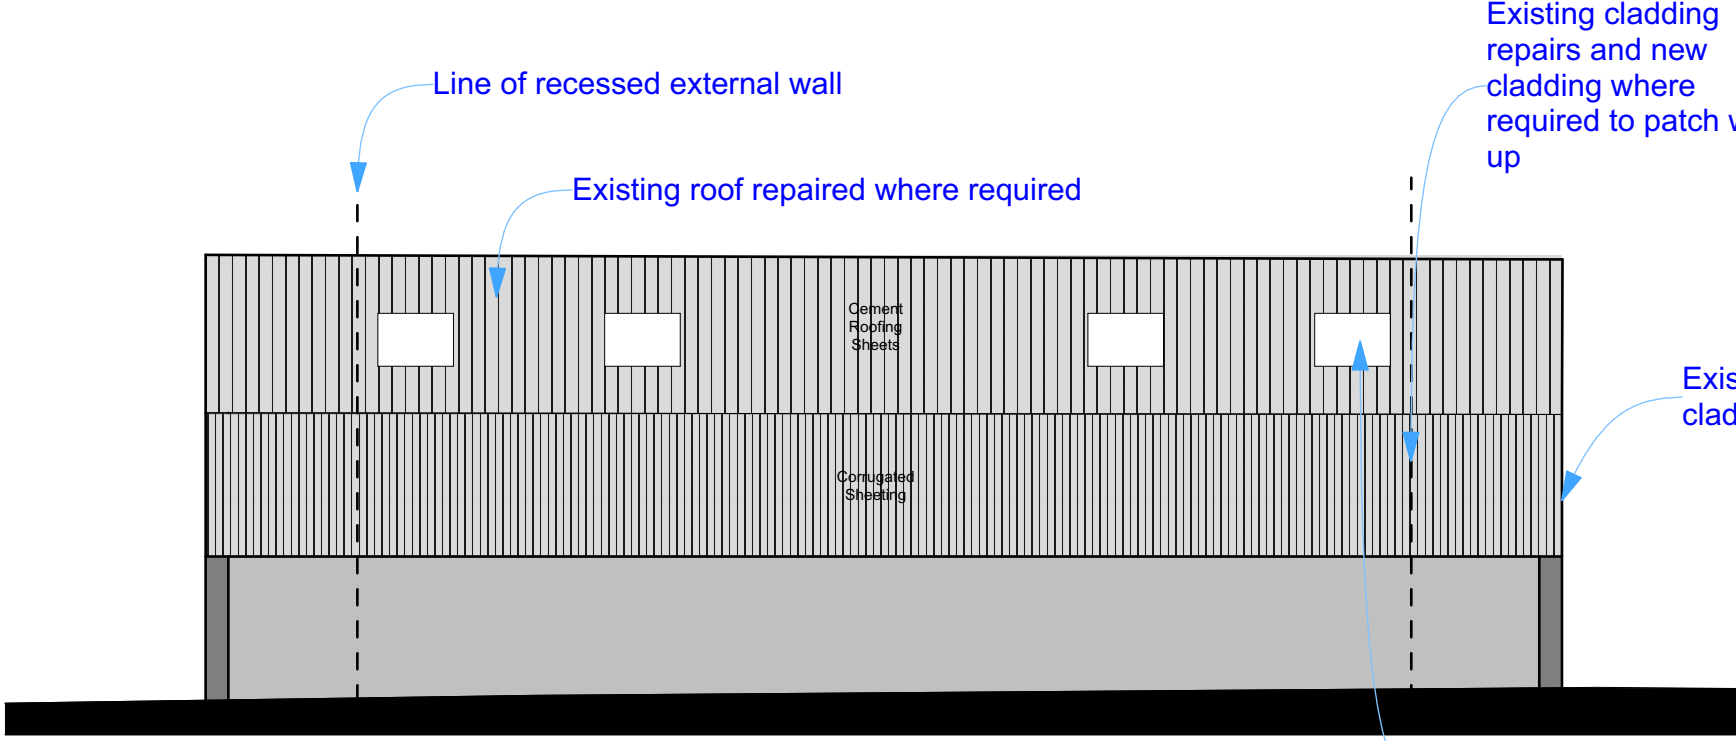 Existing cladding
repairs and new
cladding where
required to patch
up
Line of recessed external wall
Existing roof repaired where required
Cement
Roofing
Sheets
Corrugated
Sheeting